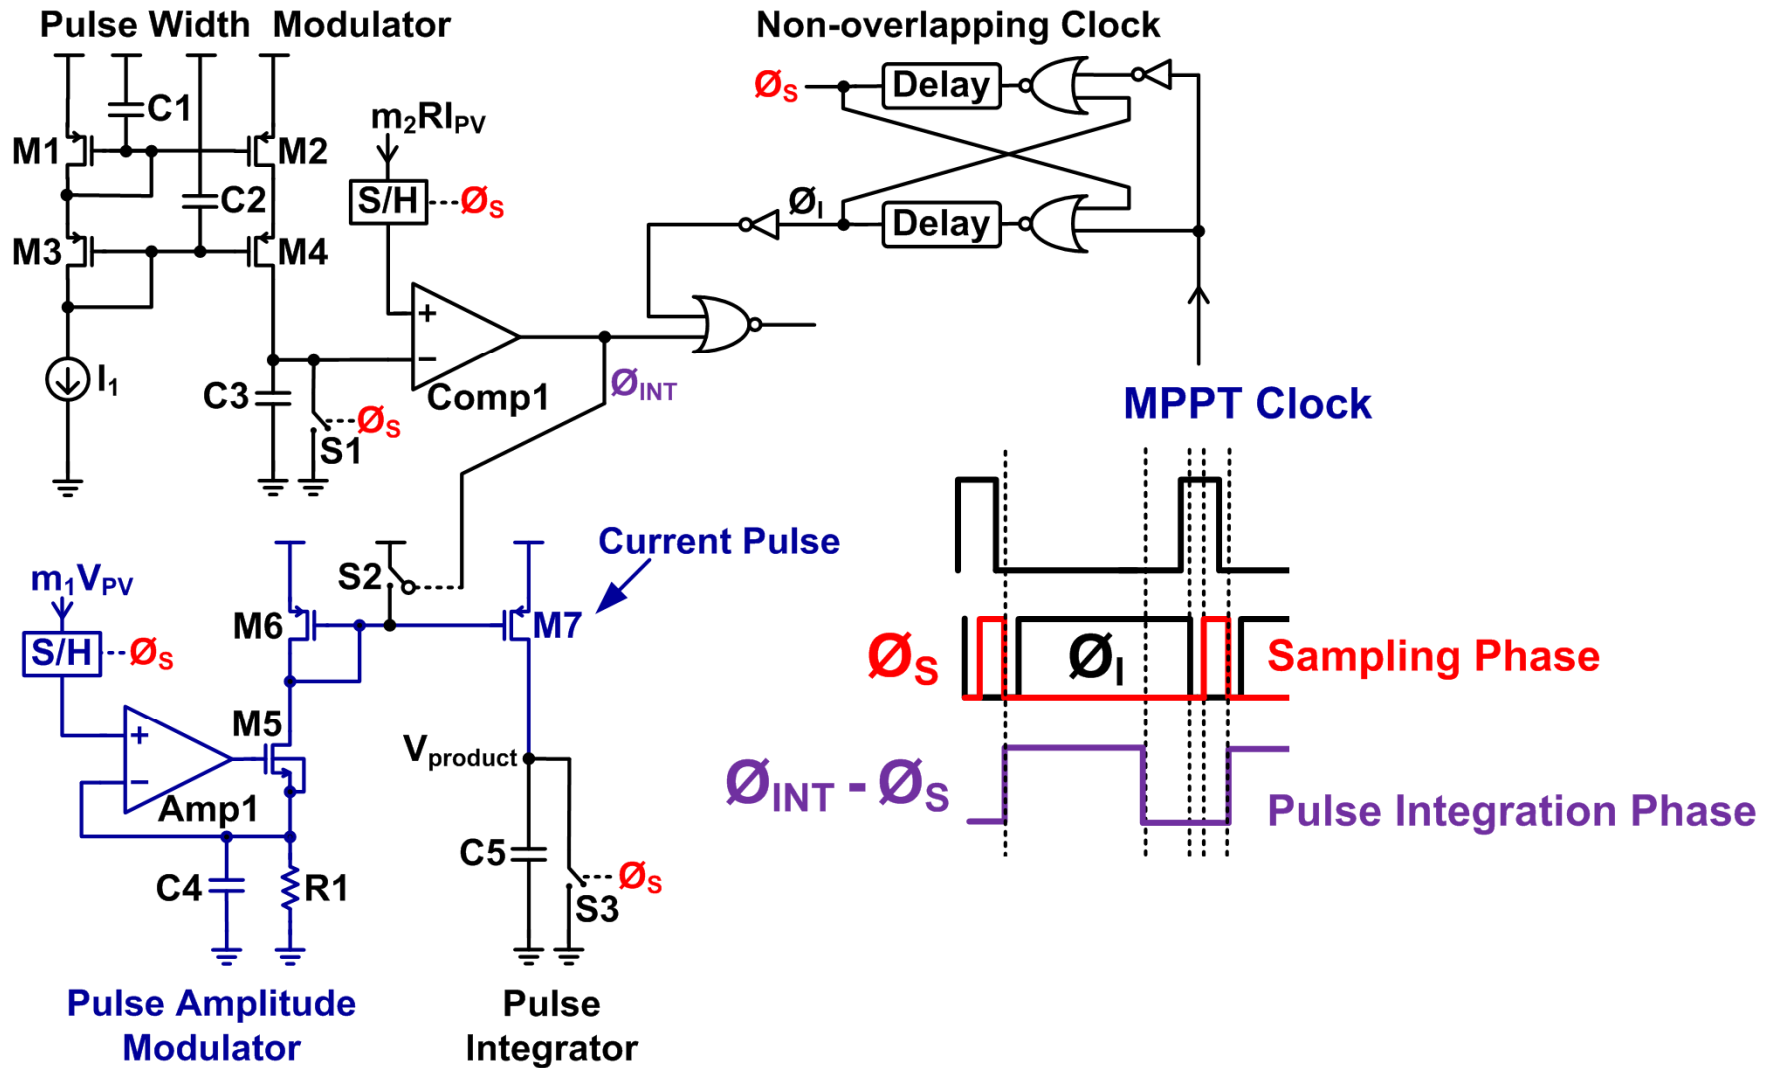 Pulse Width Modulator
Non-overlapping Clock
C1
M1
M2
C2
M3
M4
I1
C3
S1
ØS
m2RIPV
S/H
ØS
+
−
Comp1
ØINT
ØS
Delay
ØI
Delay
MPPT Clock
m1VPV
S/H
ØS
M6
S2
M7
Current Pulse
M5
+
−
Amp1
C4
R1
Vproduct
C5
S3
ØS
ØS
ØI
Sampling Phase
ØINT - ØS
Pulse Integration Phase
Pulse Amplitude
Modulator
Pulse
Integrator